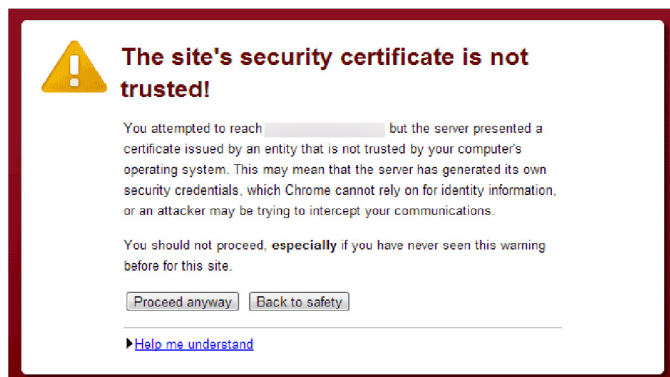 The site's security certificate is not
trusted!
You attempted to reach but the server presented a
certificate issued by an entity that is not trusted by your computer's
operating system. This may mean that the server has generated its own
security credentials, which Chrome cannot rely on for identity information,
or an attacker may be trying to intercept your communications.
You should not proceed, especially if you have never seen this warning
before for this site.
Proceed anyway Back to safety
Help me understand